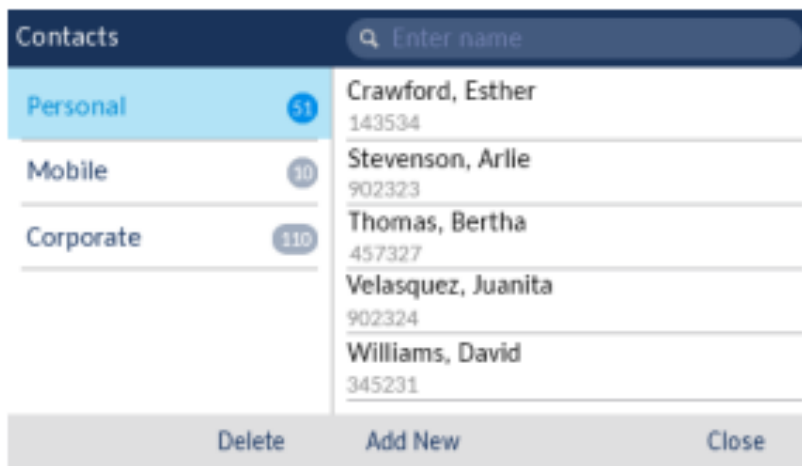 Contacts
Enter name
Personal 51
Mobile 10
Corporate 110
Crawford, Esther
143534
Stevenson, Arlie
902323
Thomas, Bertha
457327
Velasquez, Juanita
902324
Williams, David
345231
Delete Add New Close